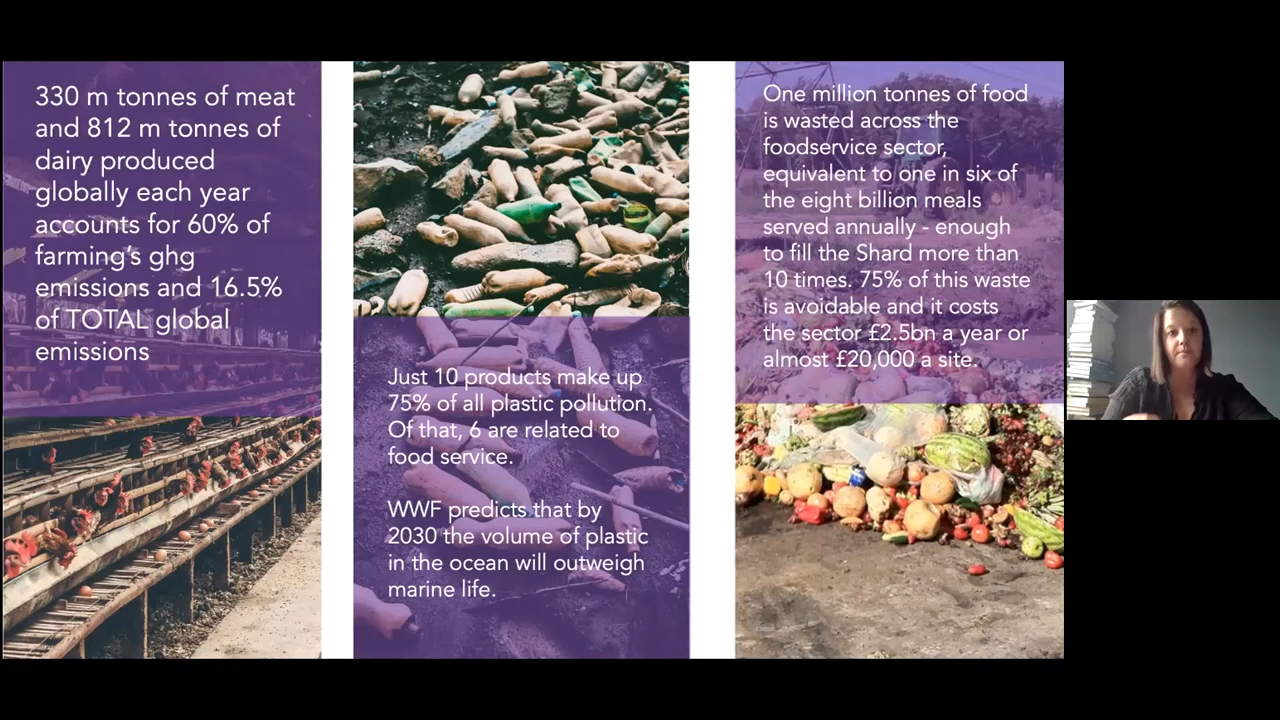 330 m tonnes of meat
and 812 m tonnes of
dairy produced
globally each year
accounts for 60% of
farming's ghg
emissions and 16.5%
of TOTAL global
emissions
Just 10 products make up
75% of all plastic pollution.
Of that, 6 are related to
food service.
WWF predicts that by
2030 the volume of plastic
in the ocean will outweigh
marine life.
One million tonnes of food
is wasted across the
foodservice sector,
equivalent to one in six of
the eight billion meals
served annually - enough
to fill the Shard more than
10 times. 75% of this waste
is avoidable and it costs
the sector £2.5bn a year or
almost £20,000 a site.